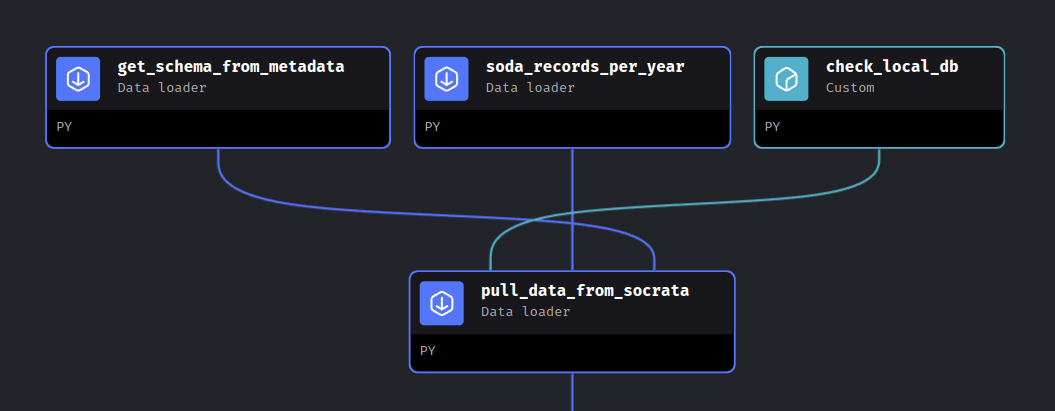 get_schema_from_metadata
Data loader
PY
soda_records_per_year
Data loader
PY
check_local_db
Custom
PY
pull_data_from_socrata
Data loader
PY